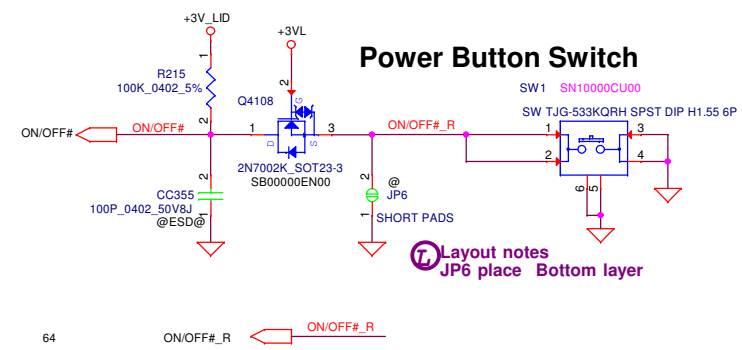 +3V_LID
+3VL
Power Button Switch
1
R215
100K_0402_5%
2
Q4108
2
G
SW1 SN10000CU00
SW TJG-533KQRH SPST DIP H1.55 6P
ON/OFF#
ON/OFF#
1
D
S
3
ON/OFF#_R
1
3
2
4
2N7002K_SOT23-3
SB00000EN00
6
5
2
CC355
100P_0402_50V8J
@ESD@
1
2
@
JP6
1
SHORT PADS
TL
Layout notes
JP6 place Bottom layer
64
ON/OFF#_R
ON/OFF#_R